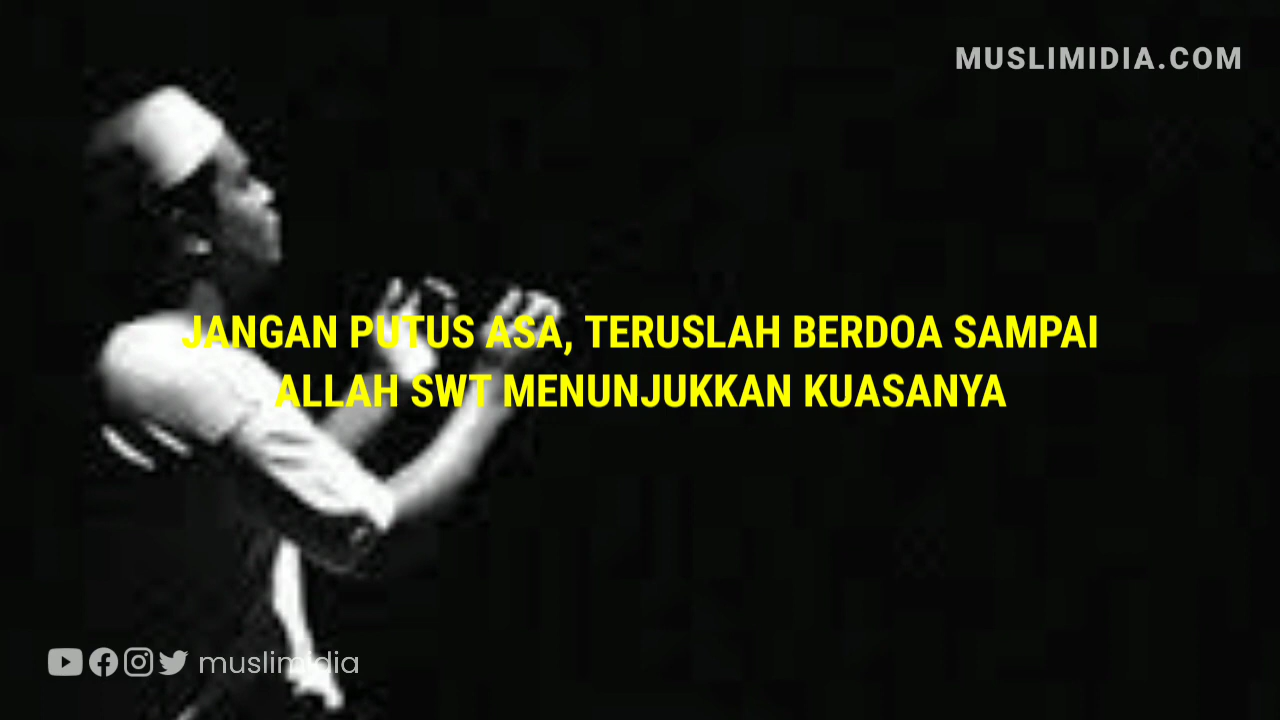 MUSLIMIDIA.COM
JANGAN PUTUS ASA, TERUSLAH BERDOA SAMPAI
ALLAH SWT MENUNJUKKAN KUASANYA
muslimidia